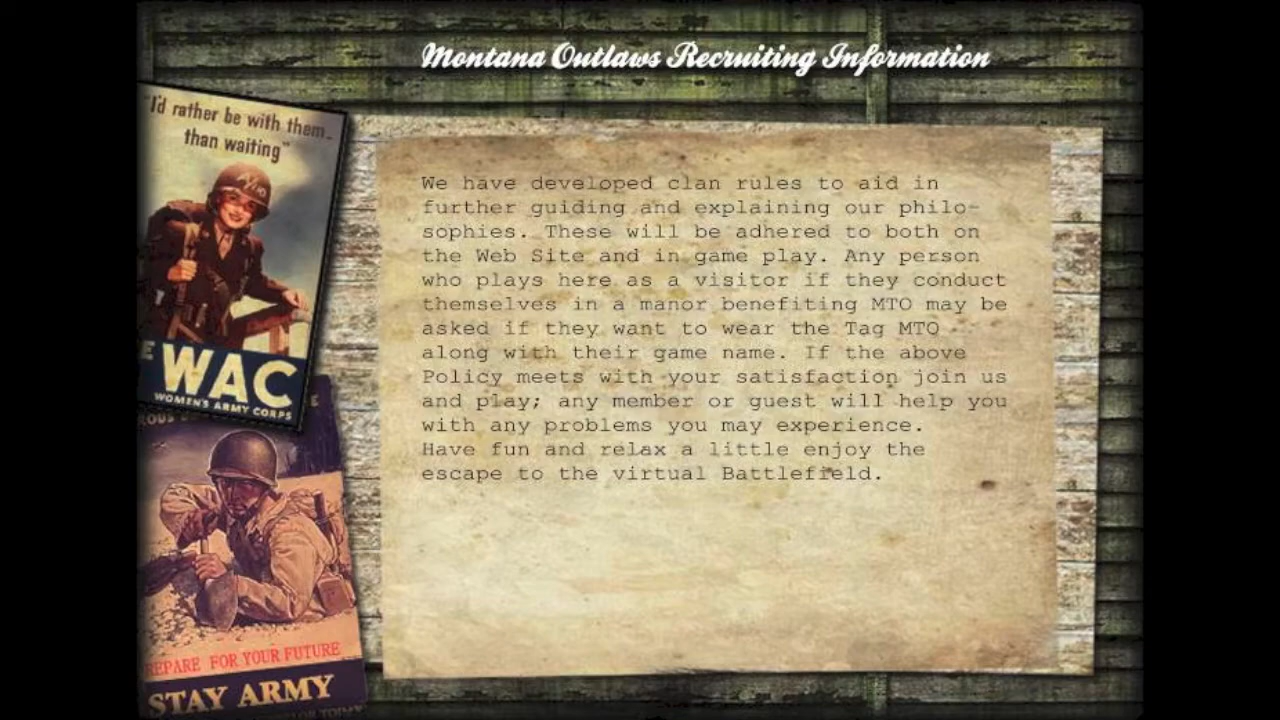 Montana Outlaws Recruiting Information
"I'd rather be with them...
than waiting"
We have developed clan rules to aid in
further guiding and explaining our philo-
sophies. These will be adhered to both on
the Web Site and in game play. Any person
who plays here as a visitor if they conduct
themselves in a manor benefiting MTO may be
asked if they want to wear the Tag MTO
along with their game name. If the above
Policy meets with your satisfaction join us
and play; any member or guest will help you
with any problems you may experience.
Have fun and relax a little enjoy the
escape to the virtual Battlefield.
WAC
WOMEN'S ARMY CORPS
FOR YOUR FUTURE
STAY ARMY